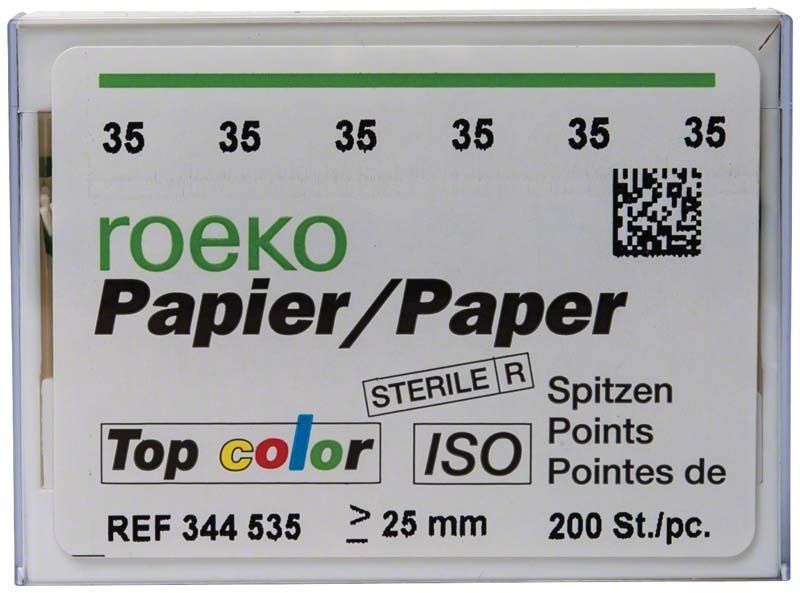 35 35 35 35 35 35
roeko
Papier/Paper
STERILE R
Spitzen
Top color ISO Points
Pointes de
REF 344 535 ≥ 25 mm 200 St./pc.